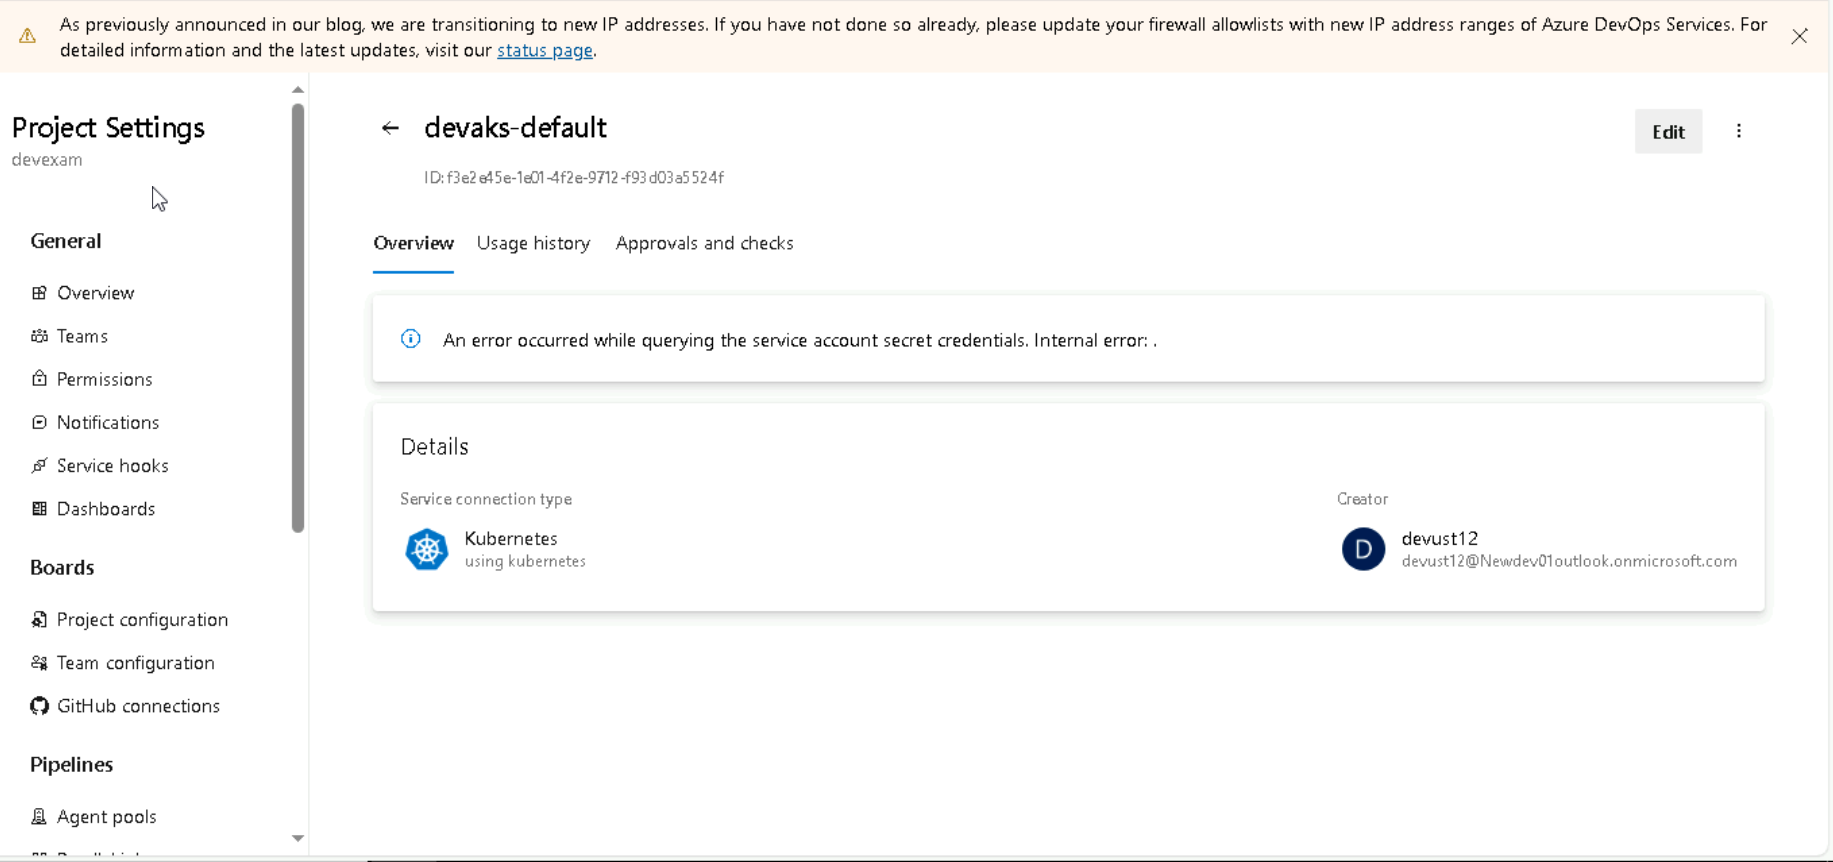 As previously announced in our blog, we are transitioning to new IP addresses. If you have not done so already, please update your firewall allowlists with new IP address ranges of Azure DevOps Services. For
detailed information and the latest updates, visit our status page.
Project Settings
devexam
General
Overview
Teams
Permissions
Notifications
Service hooks
Dashboards
Boards
Project configuration
Team configuration
GitHub connections
Pipelines
Agent pools
devaks-default
Edit
ID: f3e2e45e-1e01-4f2e-9712-f93d03a5524f
Overview Usage history Approvals and checks
An error occurred while querying the service account secret credentials. Internal error: .
Details
Service connection type
Kubernetes
using kubernetes
Creator
D
devust12
devust12@Newdev01outlook.onmicrosoft.com